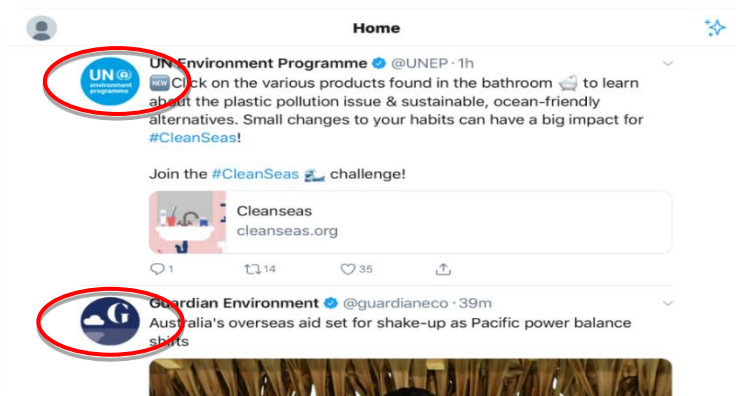 Home
UN
environment
programme
UN Environment Programme @UNEP · 1h
NEW Click on the various products found in the bathroom to learn
about the plastic pollution issue & sustainable, ocean-friendly
alternatives. Small changes to your habits can have a big impact for
#CleanSeas!
Join the #CleanSeas challenge!
Cleanseas
cleanseas.org
1 14 35
G
Guardian Environment @guardianeco · 39m
Australia's overseas aid set for shake-up as Pacific power balance
shifts